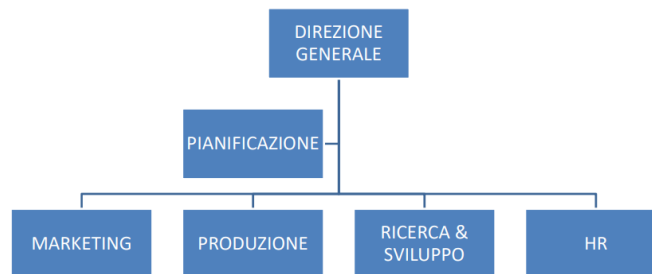 DIREZIONE
GENERALE
PIANIFICAZIONE
MARKETING
PRODUZIONE
RICERCA &
SVILUPPO
HR